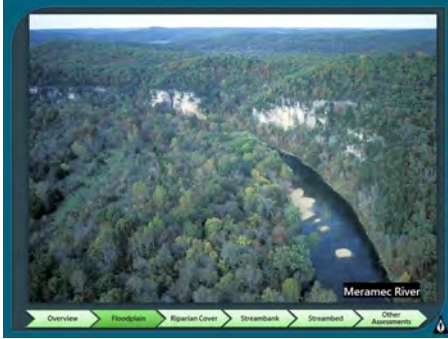 Meramec River
Overview
Floodplain
Riparian Cover
Streambank
Streambed
Other
Assessments